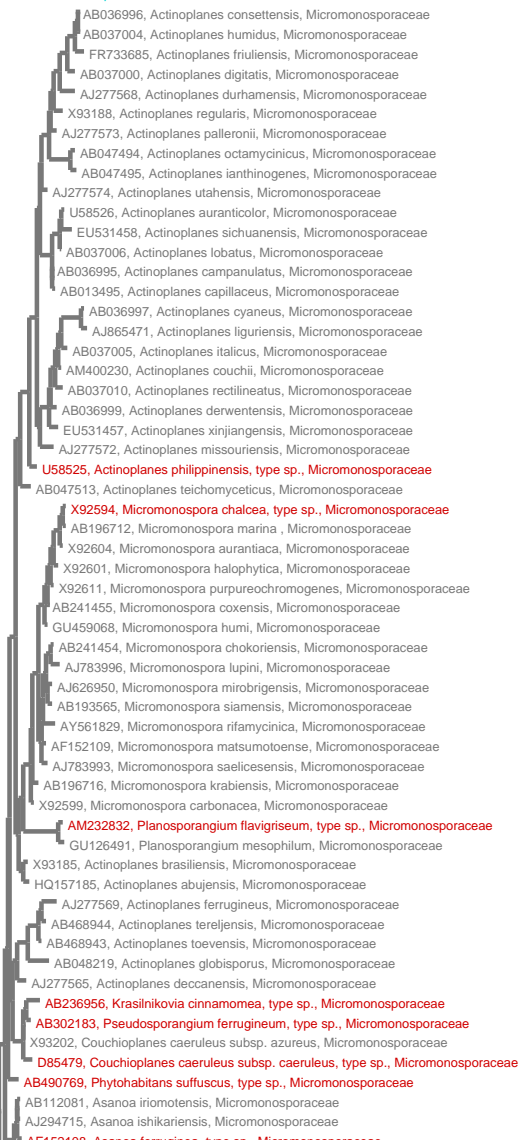 AB036996, Actinoplanes consettensis, Micromonosporaceae
AB037004, Actinoplanes humidus, Micromonosporaceae
FR733685, Actinoplanes friuliensis, Micromonosporaceae
AB037000, Actinoplanes digitatis, Micromonosporaceae
AJ277568, Actinoplanes durhamensis, Micromonosporaceae
X93188, Actinoplanes regularis, Micromonosporaceae
AJ277573, Actinoplanes palleronii, Micromonosporaceae
AB047494, Actinoplanes octamycinicus, Micromonosporaceae
AB047495, Actinoplanes ianthinogenes, Micromonosporaceae
AJ277574, Actinoplanes utahensis, Micromonosporaceae
U58526, Actinoplanes auranticolor, Micromonosporaceae
EU531458, Actinoplanes sichuanensis, Micromonosporaceae
AB037006, Actinoplanes lobatus, Micromonosporaceae
AB036995, Actinoplanes campanulatus, Micromonosporaceae
AB013495, Actinoplanes capillaceus, Micromonosporaceae
AB036997, Actinoplanes cyaneus, Micromonosporaceae
AJ865471, Actinoplanes liguriensis, Micromonosporaceae
AB037005, Actinoplanes italicus, Micromonosporaceae
AM400230, Actinoplanes couchii, Micromonosporaceae
AB037010, Actinoplanes rectilineatus, Micromonosporaceae
AB036999, Actinoplanes derwentensis, Micromonosporaceae
EU531457, Actinoplanes xinjiangensis, Micromonosporaceae
AJ277572, Actinoplanes missouriensis, Micromonosporaceae
U58525, Actinoplanes philippinensis, type sp., Micromonosporaceae
AB047513, Actinoplanes teichomyceticus, Micromonosporaceae
X92594, Micromonospora chalcea, type sp., Micromonosporaceae
AB196712, Micromonospora marina , Micromonosporaceae
X92604, Micromonospora aurantiaca, Micromonosporaceae
X92601, Micromonospora halophytica, Micromonosporaceae
X92611, Micromonospora purpureochromogenes, Micromonosporaceae
AB241455, Micromonospora coxensis, Micromonosporaceae
GU459068, Micromonospora humi, Micromonosporaceae
AB241454, Micromonospora chokoriensis, Micromonosporaceae
AJ783996, Micromonospora lupini, Micromonosporaceae
AJ626950, Micromonospora mirobrigensis, Micromonosporaceae
AB193565, Micromonospora siamensis, Micromonosporaceae
AY561829, Micromonospora rifamycinica, Micromonosporaceae
AF152109, Micromonospora matsumotoense, Micromonosporaceae
AJ783993, Micromonospora saelicesensis, Micromonosporaceae
AB196716, Micromonospora krabiensis, Micromonosporaceae
X92599, Micromonospora carbonacea, Micromonosporaceae
AM232832, Planosporangium flavigriseum, type sp., Micromonosporaceae
GU126491, Planosporangium mesophilum, Micromonosporaceae
X93185, Actinoplanes brasiliensis, Micromonosporaceae
HQ157185, Actinoplanes abujensis, Micromonosporaceae
AJ277569, Actinoplanes ferrugineus, Micromonosporaceae
AB468944, Actinoplanes tereljensis, Micromonosporaceae
AB468943, Actinoplanes toevensis, Micromonosporaceae
AB048219, Actinoplanes globisporus, Micromonosporaceae
AJ277565, Actinoplanes deccanensis, Micromonosporaceae
AB236956, Krasilnikovia cinnamomea, type sp., Micromonosporaceae
AB302183, Pseudosporangium ferrugineum, type sp., Micromonosporaceae
X93202, Couchioplanes caeruleus subsp. azureus, Micromonosporaceae
D85479, Couchioplanes caeruleus subsp. caeruleus, type sp., Micromonosporaceae
AB490769, Phytohabitans suffuscus, type sp., Micromonosporaceae
AB112081, Asanoa iriomotensis, Micromonosporaceae
AJ294715, Asanoa ishikariensis, Micromonosporaceae